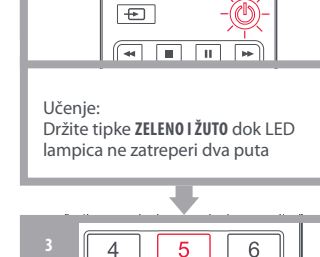 Učenje:
Držite tipke ZELENO I ŽUTO dok LED
lampica ne zatreperi dva puta
3
4 5 6